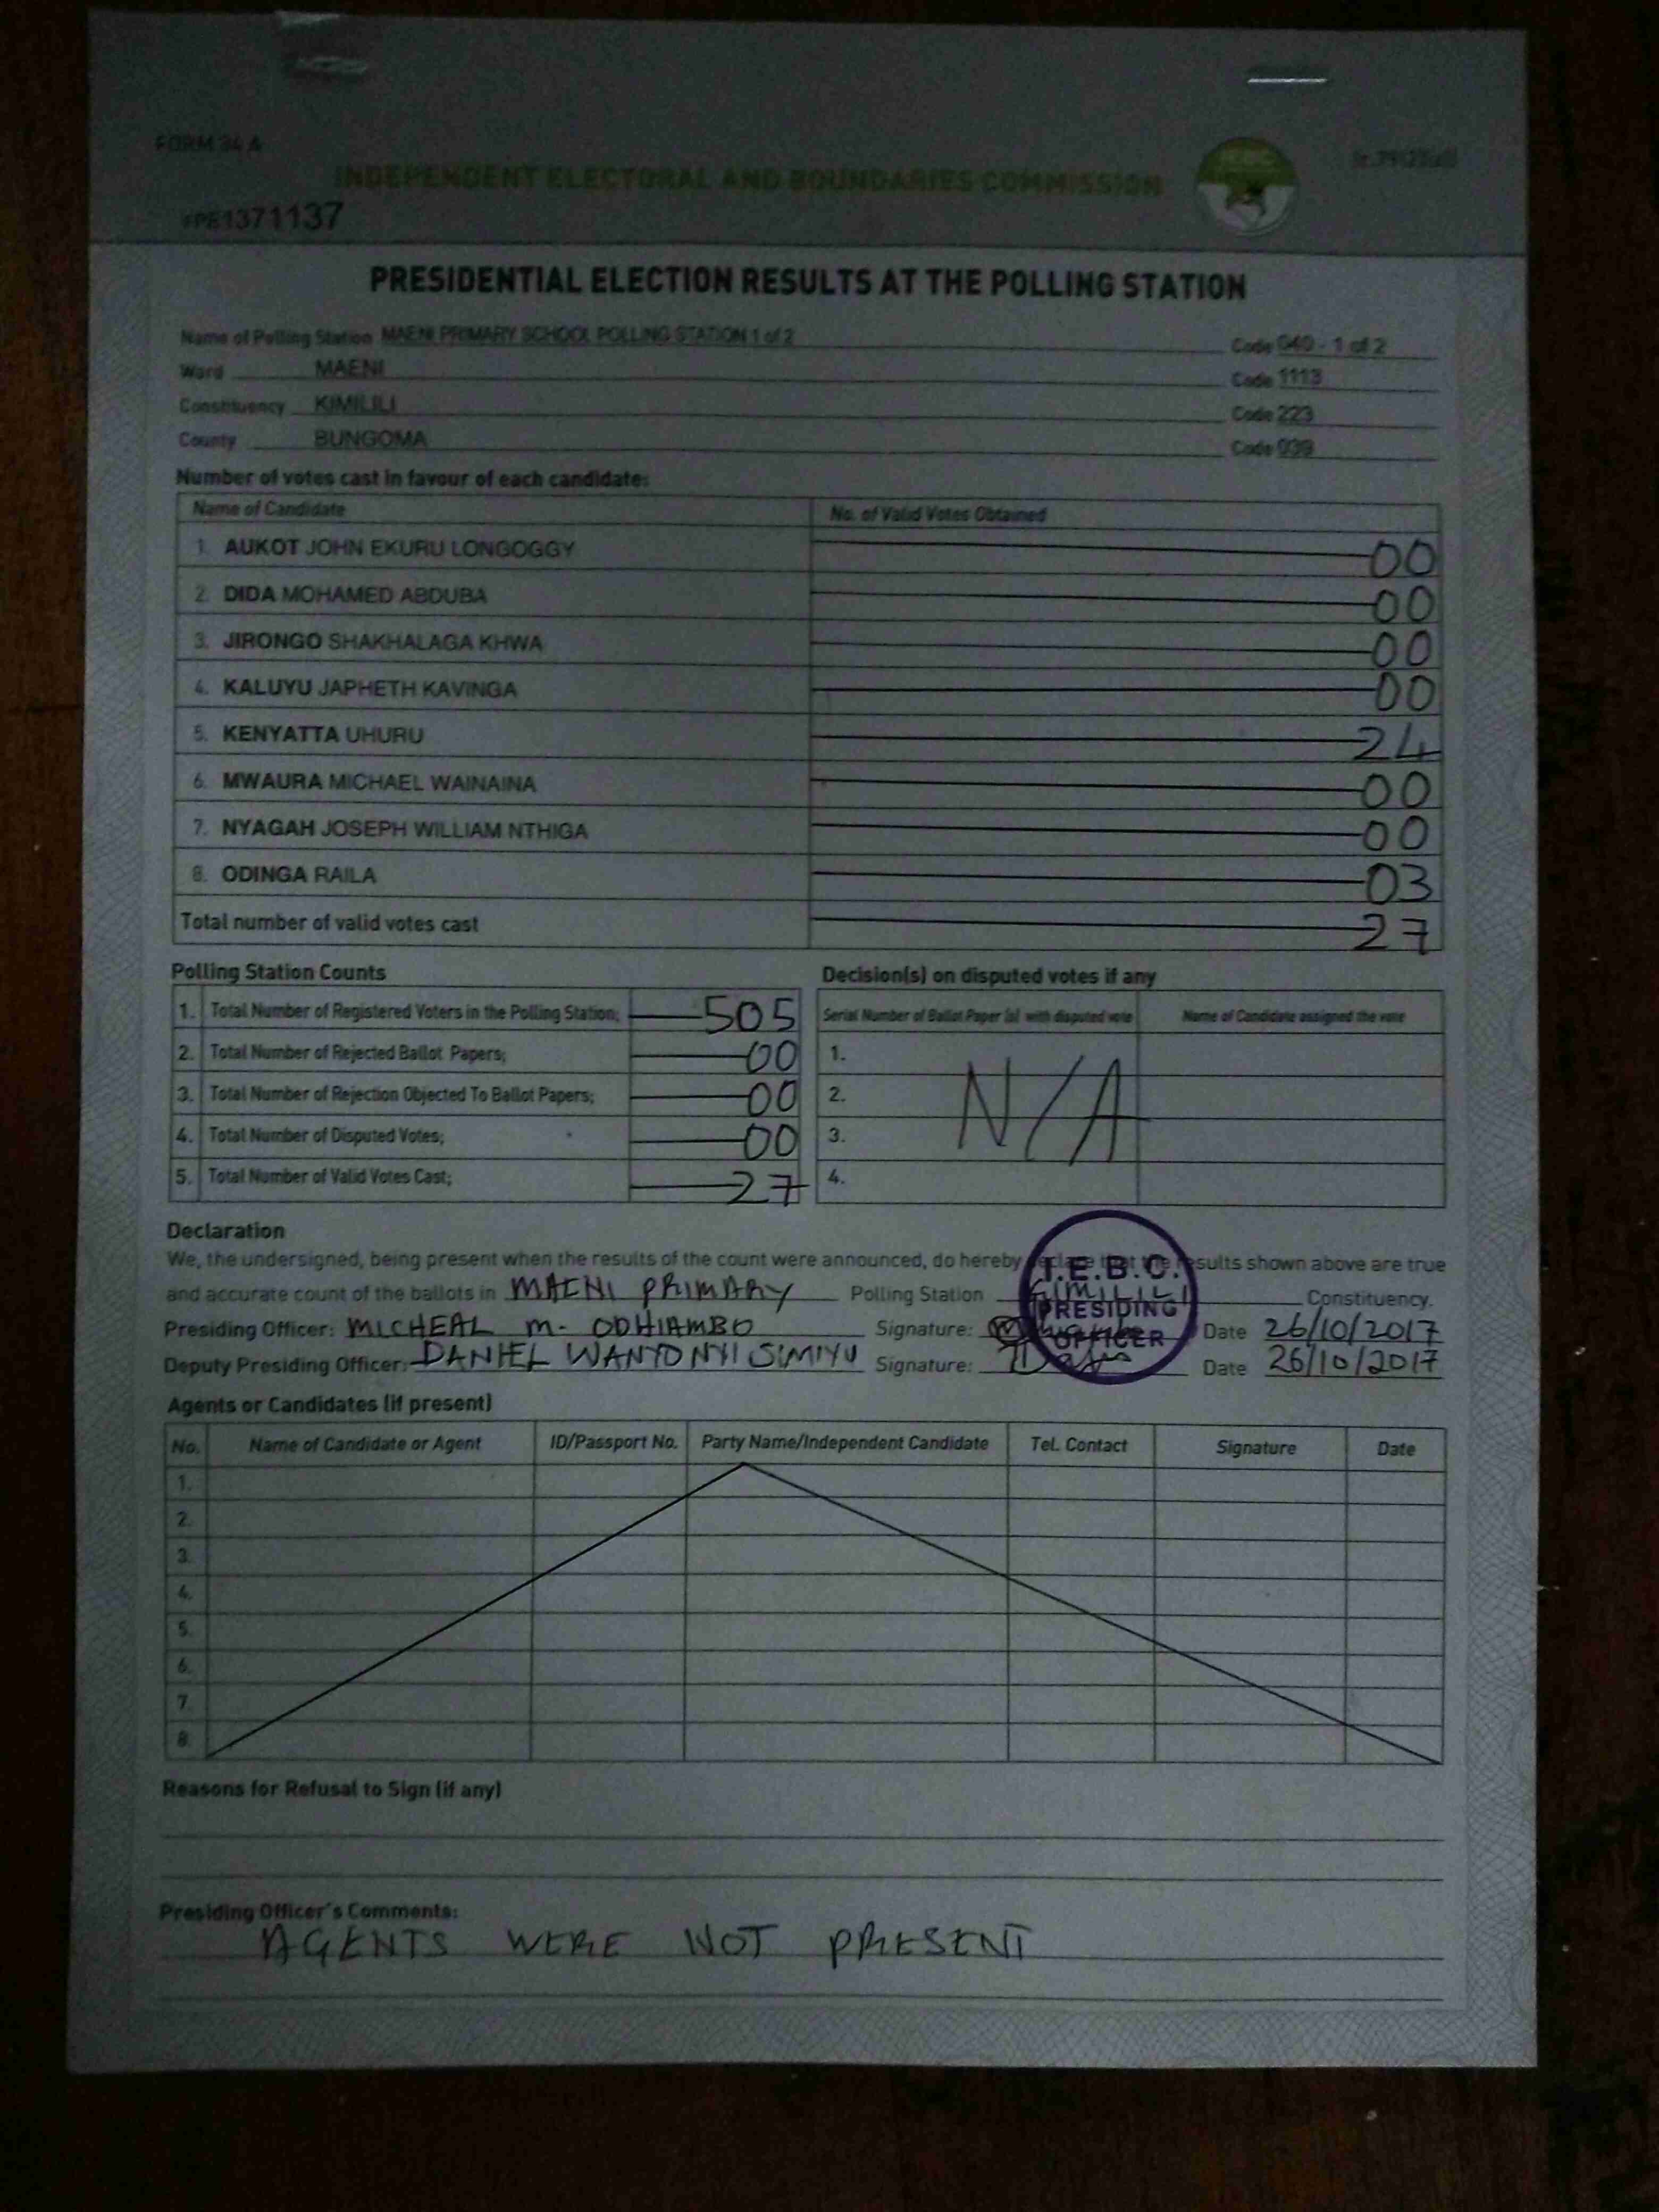 FORM 34 A
INDEPENDENT ELECTORAL AND BOUNDARIES COMMISSION
1371137
PRESIDENTIAL ELECTION RESULTS AT THE POLLING STATION
Name of Polling Station MAENI PRIMARY SCHOOL POLLING STATION 1 of 2 Code 040 - 1 of 2
Ward MAENI Code 1113
Constituency KIMILILI Code 223
County BUNGOMA Code 039
Number of votes cast in favour of each candidate:
Name of Candidate No. of Valid Votes Obtained
1. AUKOT JOHN EKURU LONGOGGY 00
2. DIDA MOHAMED ABDUBA 00
3. JIRONGO SHAKHALAGA KHWA 00
4. KALUYU JAPHETH KAVINGA 00
5. KENYATTA UHURU 24
6. MWAURA MICHAEL WAINAINA 00
7. NYAGAH JOSEPH WILLIAM NTHIGA 00
8. ODINGA RAILA 03
Total number of valid votes cast 27
Polling Station Counts
1. Total Number of Registered Voters in the Polling Station; 505
2. Total Number of Rejected Ballot Papers; 00
3. Total Number of Rejection Objected To Ballot Papers; 00
4. Total Number of Disputed Votes; 00
5. Total Number of Valid Votes Cast; 27
Decision(s) on disputed votes if any
Serial Number of Ballot Paper (s) with disputed vote Name of Candidate assigned the vote
1.
2.
3.
4.
N/A
Declaration
We, the undersigned, being present when the results of the count were announced, do hereby declare that the results shown above are true
and accurate count of the ballots in MAENI PRIMARY Polling Station KIMILILI Constituency.
Presiding Officer: MICHEAL M. ODHIAMBO Signature: Date 26/10/2017
Deputy Presiding Officer: DANIEL WANYONYI SIMIYU Signature: Date 26/10/2017
I.E.B.C.
PRESIDING
OFFICER
Agents or Candidates (if present)
No. Name of Candidate or Agent ID/Passport No. Party Name/Independent Candidate Tel. Contact Signature Date
1.
2.
3.
4.
5.
6.
7.
8.
Reasons for Refusal to Sign (if any)
Presiding Officer's Comments:
AGENTS WERE NOT PRESENT